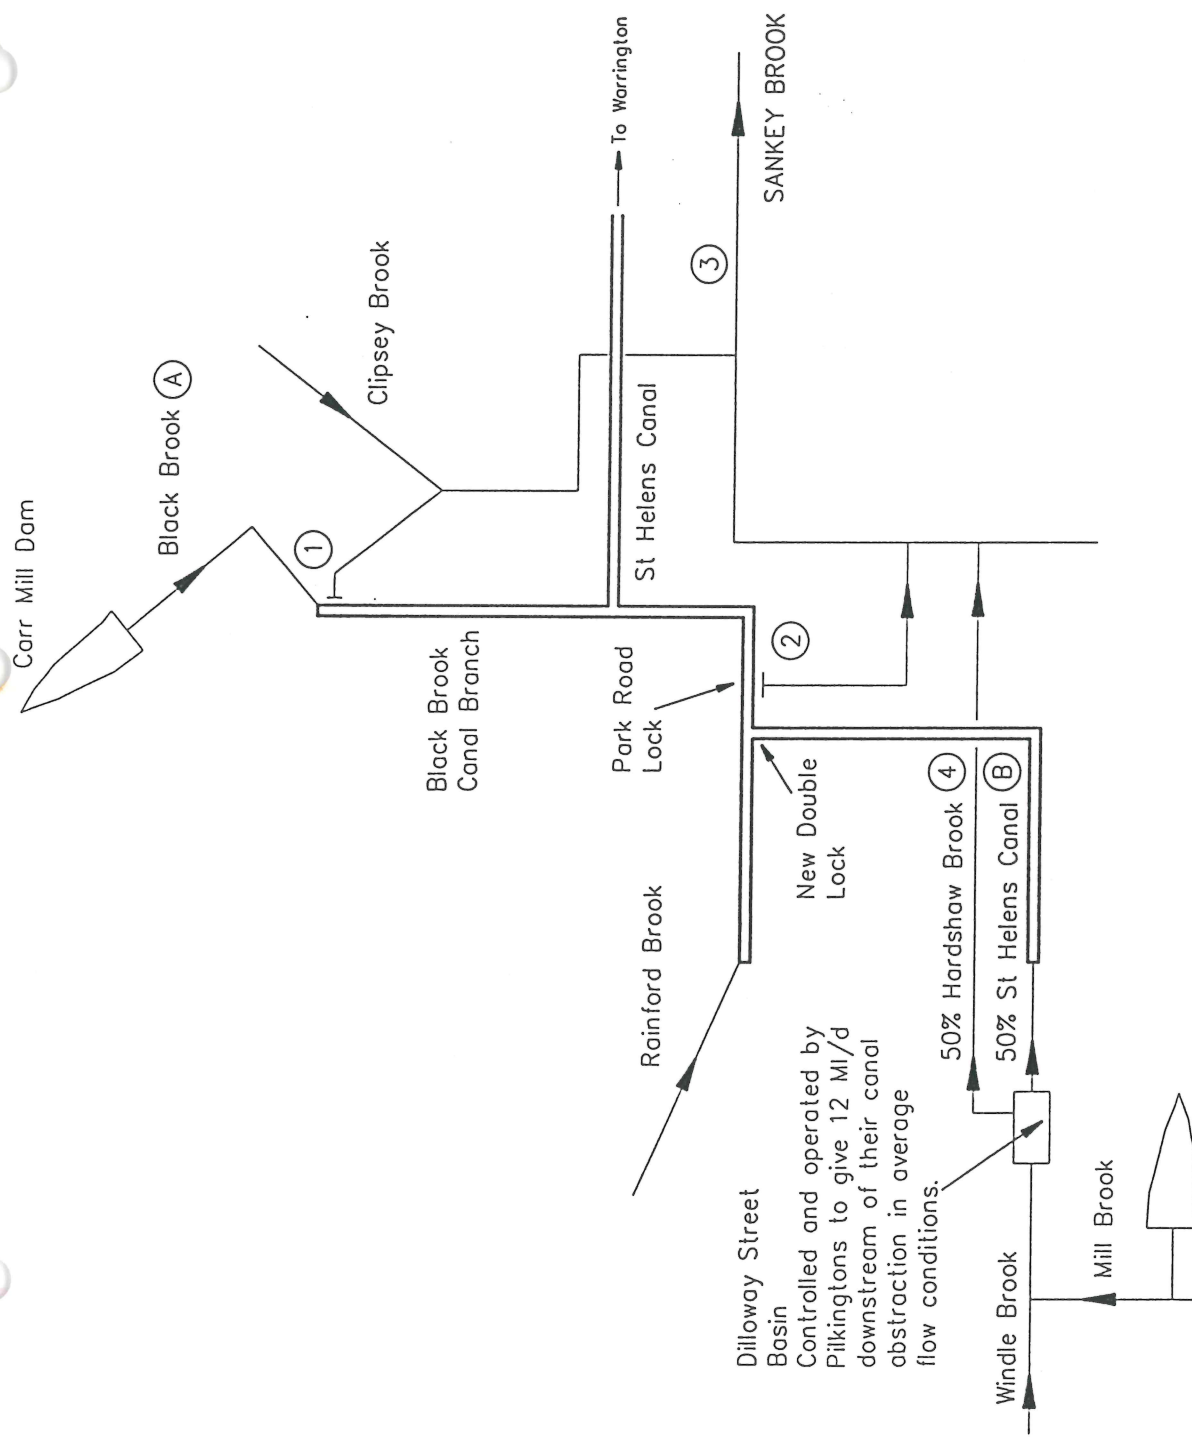 Carr Mill Dam
Black Brook A
1
Clipsey Brook
Black Brook
Canal Branch
To Warrington
St Helens Canal
Park Road
Lock
3
SANKEY BROOK
2
Rainford Brook
New Double
Lock
50% Hardshaw Brook 4
50% St Helens Canal B
Dilloway Street
Basin
Controlled and operated by
Pilkingtons to give 12 Ml/d
downstream of their canal
abstraction in average
flow conditions.
Windle Brook
Mill Brook